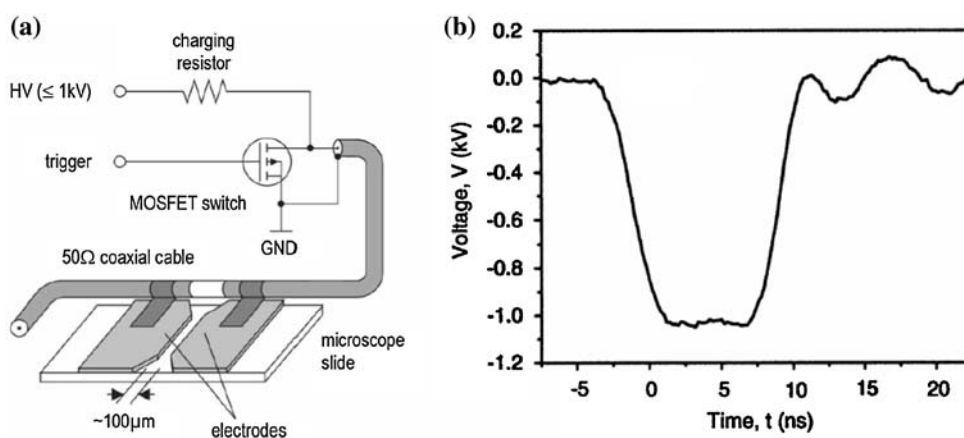 (a)
charging
resistor
HV (≤ 1kV)
trigger
MOSFET switch
GND
50Ω coaxial cable
microscope
slide
~100μm
electrodes
(b)
0.2
0.0
-0.2
-0.4
-0.6
-0.8
-1.0
-1.2
Voltage, V (kV)
-5 0 5 10 15 20
Time, t (ns)